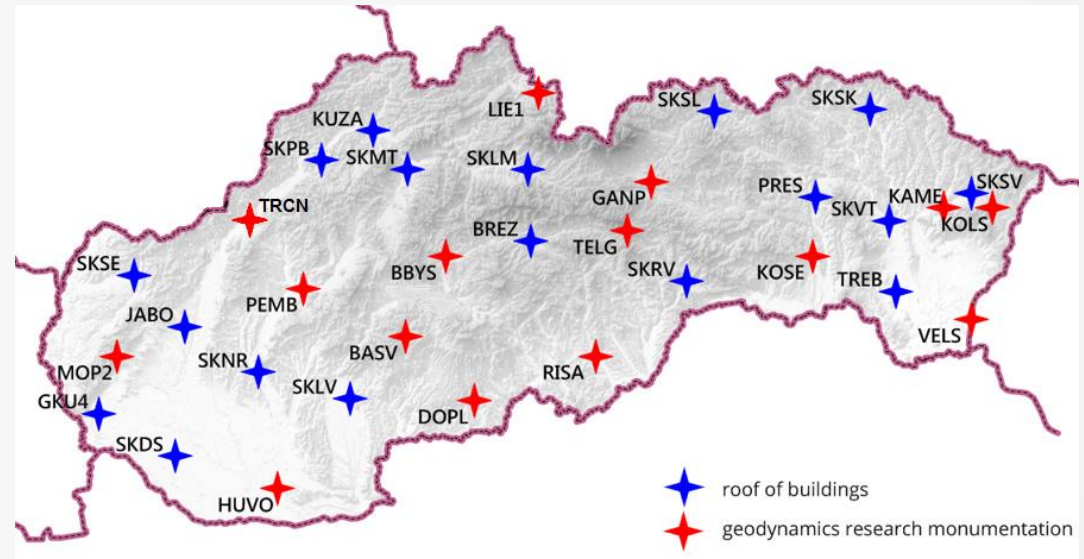 LIE1
SKSL
SKSK
KUZA
SKPB
SKMT
SKLM
GANP
PRES
SKVT
KAME
SKSV
KOLS
TRCN
BREZ
TELG
BBYS
SKRV
KOSE
TREB
SKSE
PEMB
JABO
VELS
MOP2
SKNR
BASV
RISA
GKU4
SKLV
DOPL
SKDS
HUVO
roof of buildings
geodynamics research monumentation